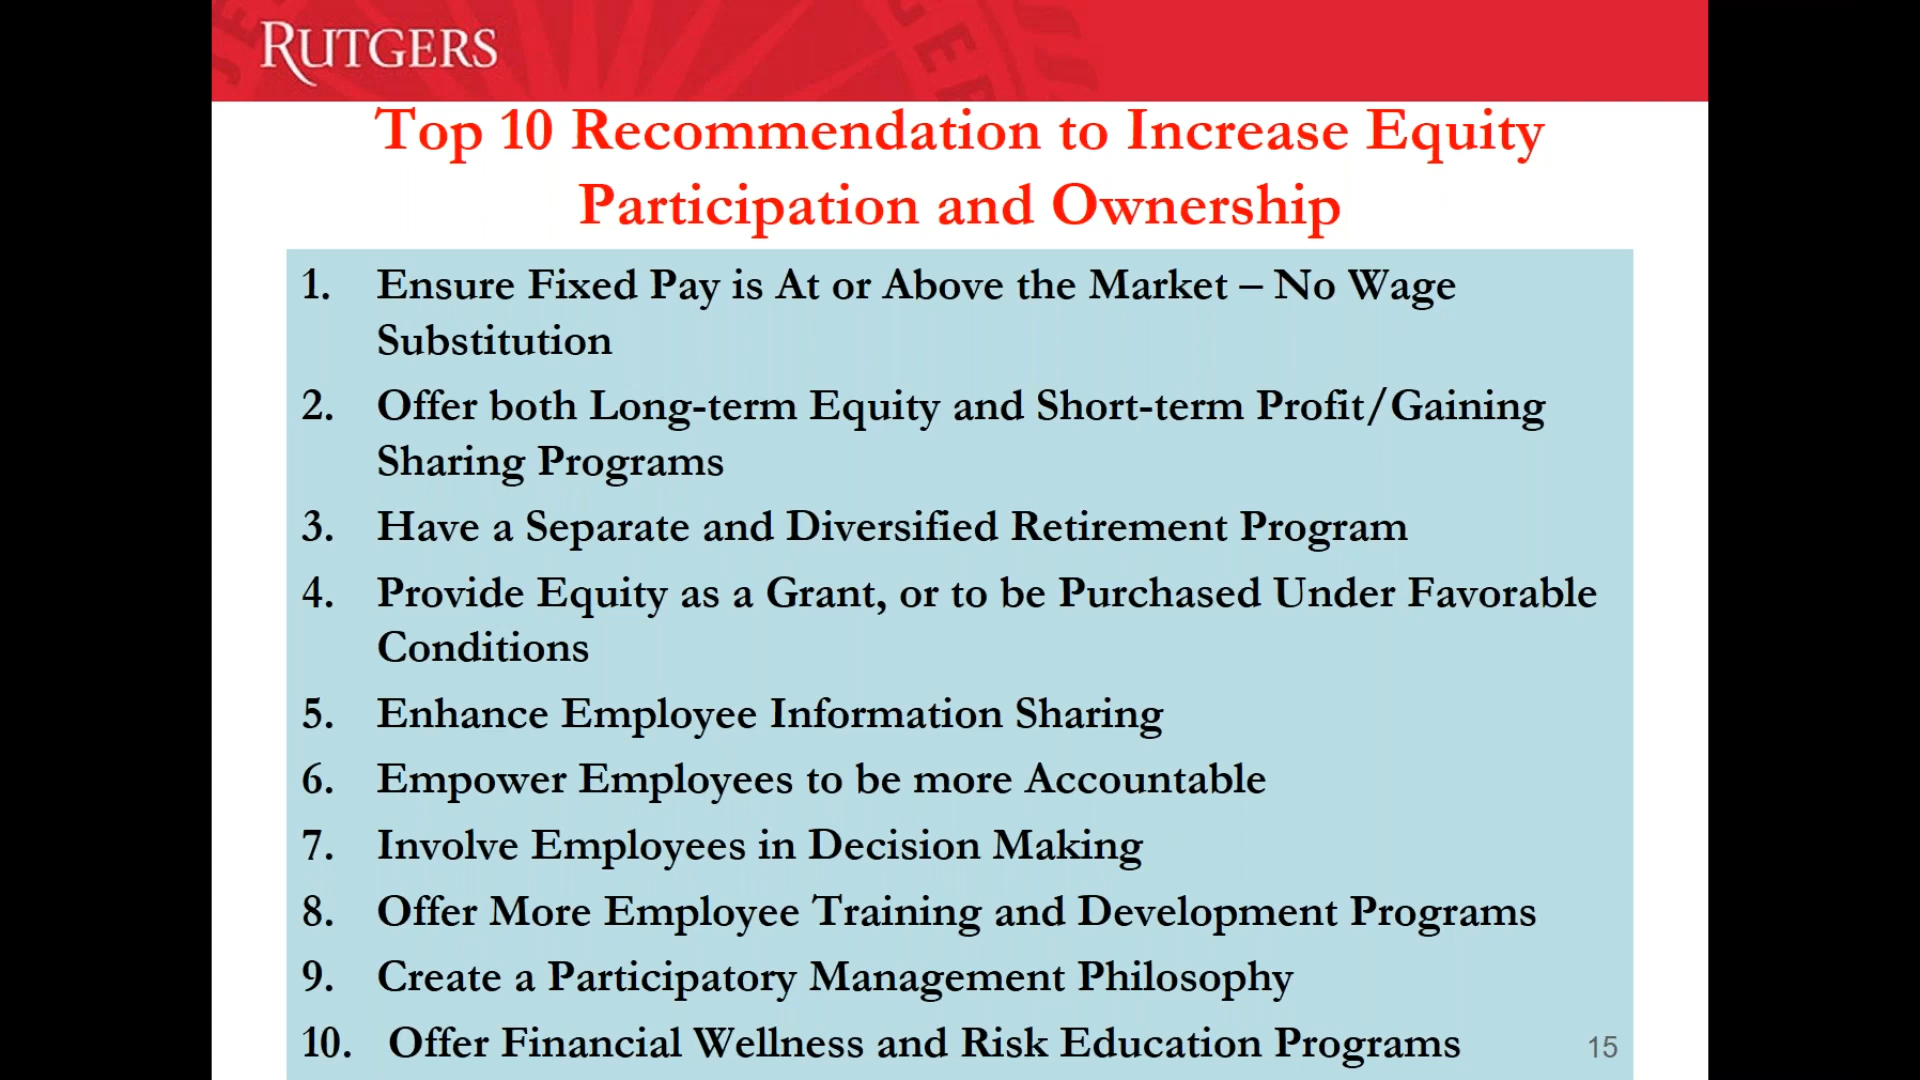 RUTGERS
Top 10 Recommendation to Increase Equity
Participation and Ownership
1. Ensure Fixed Pay is At or Above the Market – No Wage
Substitution
2. Offer both Long-term Equity and Short-term Profit/Gaining
Sharing Programs
3. Have a Separate and Diversified Retirement Program
4. Provide Equity as a Grant, or to be Purchased Under Favorable
Conditions
5. Enhance Employee Information Sharing
6. Empower Employees to be more Accountable
7. Involve Employees in Decision Making
8. Offer More Employee Training and Development Programs
9. Create a Participatory Management Philosophy
10. Offer Financial Wellness and Risk Education Programs
15